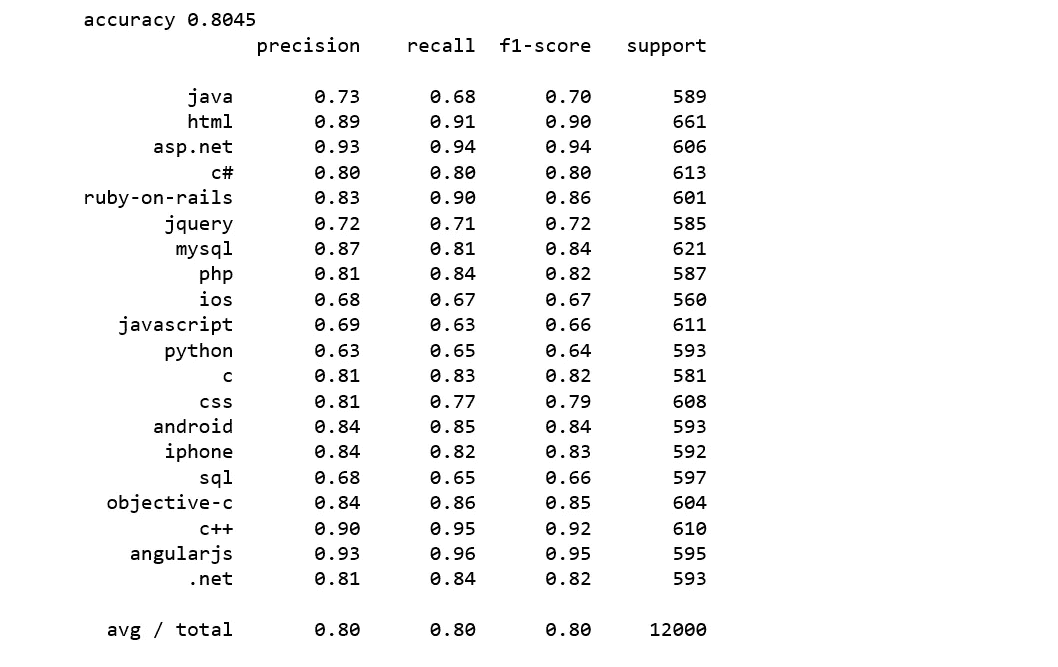 accuracy 0.8045
precision recall f1-score support
java 0.73 0.68 0.70 589
html 0.89 0.91 0.90 661
asp.net 0.93 0.94 0.94 606
c# 0.80 0.80 0.80 613
ruby-on-rails 0.83 0.90 0.86 601
jquery 0.72 0.71 0.72 585
mysql 0.87 0.81 0.84 621
php 0.81 0.84 0.82 587
ios 0.68 0.67 0.67 560
javascript 0.69 0.63 0.66 611
python 0.63 0.65 0.64 593
c 0.81 0.83 0.82 581
css 0.81 0.77 0.79 608
android 0.84 0.85 0.84 593
iphone 0.84 0.82 0.83 592
sql 0.68 0.65 0.66 597
objective-c 0.84 0.86 0.85 604
c++ 0.90 0.95 0.92 610
angularjs 0.93 0.96 0.95 595
.net 0.81 0.84 0.82 593
avg / total 0.80 0.80 0.80 12000